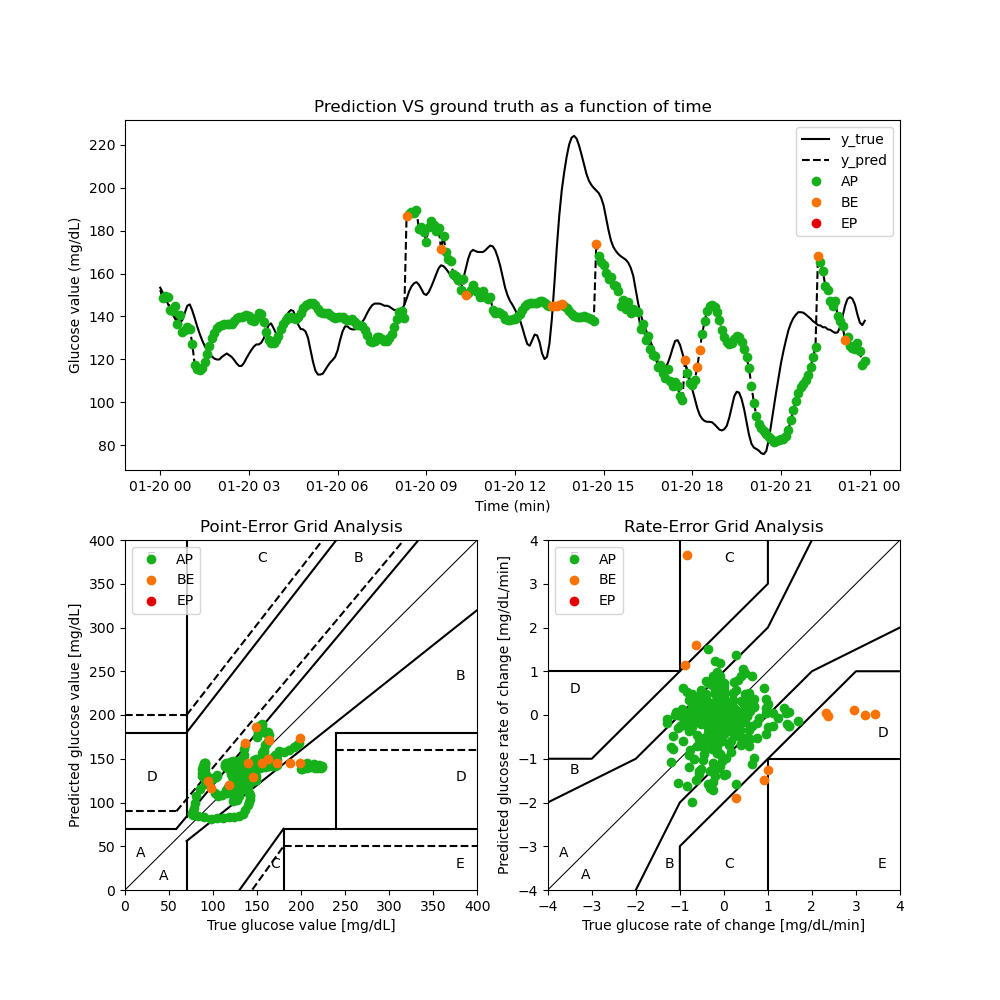 Prediction VS ground truth as a function of time
Glucose value (mg/dL)
220
200
180
160
140
120
100
80
y_true
y_pred
AP
BE
EP
01-20 00 01-20 03 01-20 06 01-20 09 01-20 12 01-20 15 01-20 18 01-20 21 01-21 00
Time (min)
Point-Error Grid Analysis
Predicted glucose value [mg/dL]
400
350
300
250
200
150
100
50
0
AP
BE
EP
C
B
B
D
D
A
A
C
E
0 50 100 150 200 250 300 350 400
True glucose value [mg/dL]
Rate-Error Grid Analysis
Predicted glucose rate of change [mg/dL/min]
4
3
2
1
0
−1
−2
−3
−4
AP
BE
EP
C
D
D
B
A
A
B
C
E
−4 −3 −2 −1 0 1 2 3 4
True glucose rate of change [mg/dL/min]